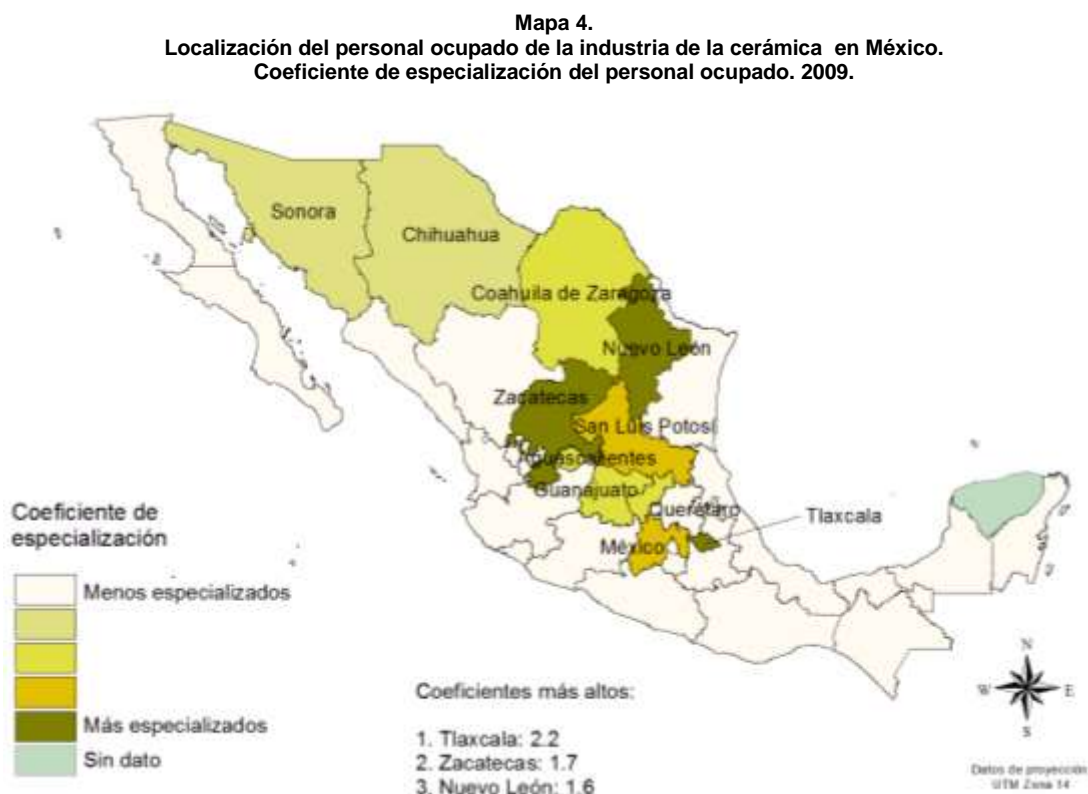 Mapa 4.
Localización del personal ocupado de la industria de la cerámica en México.
Coeficiente de especialización del personal ocupado. 2009.
Sonora
Chihuahua
Coahuila de Zaragoza
Nuevo León
Zacatecas
San Luis Potosí
Aguascalientes
Guanajuato
Querétaro
Tlaxcala
México
Coeficiente de
especialización
Menos especializados
Más especializados
Sin dato
Coeficientes más altos:
1. Tlaxcala: 2.2
2. Zacatecas: 1.7
3. Nuevo León: 1.6
N
W
E
S
Datos de proyección
UTM Zona 14